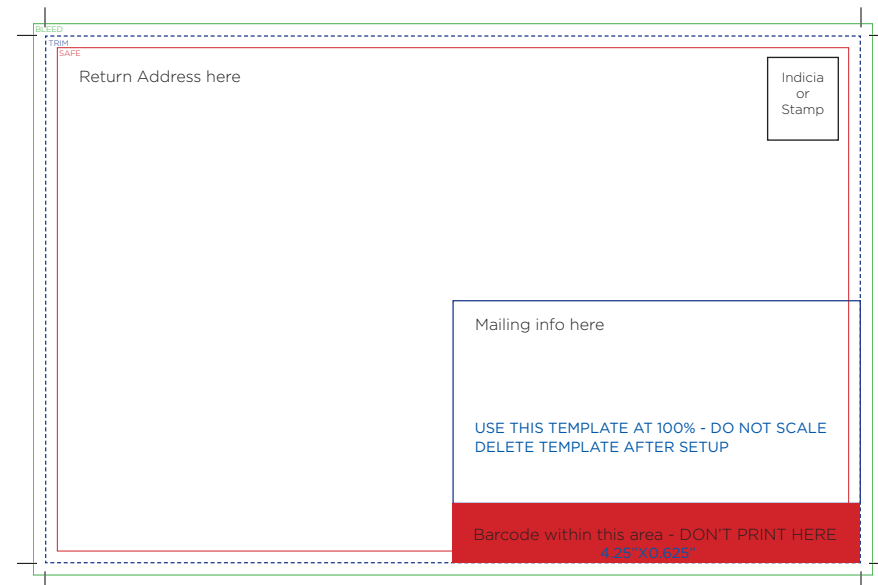 BLEED
TRIM
SAFE
Return Address here
Indicia
or
Stamp
Mailing info here
USE THIS TEMPLATE AT 100% - DO NOT SCALE
DELETE TEMPLATE AFTER SETUP
Barcode within this area - DON'T PRINT HERE
4.25"X0.625"